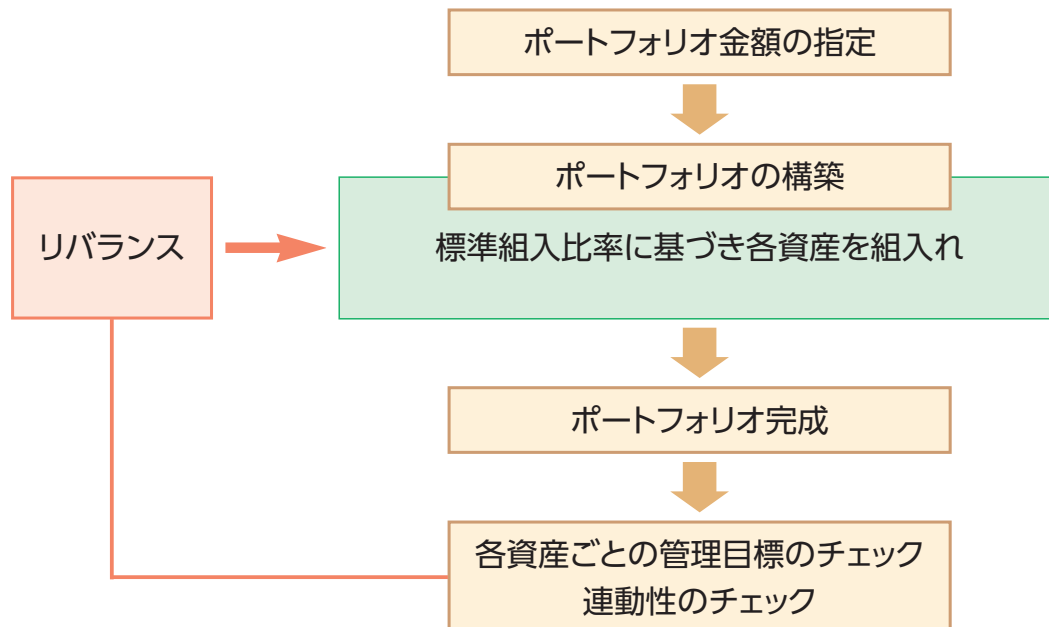 ポートフォリオ金額の指定
ポートフォリオの構築
リバランス
標準組入比率に基づき各資産を組入れ
ポートフォリオ完成
各資産ごとの管理目標のチェック
連動性のチェック